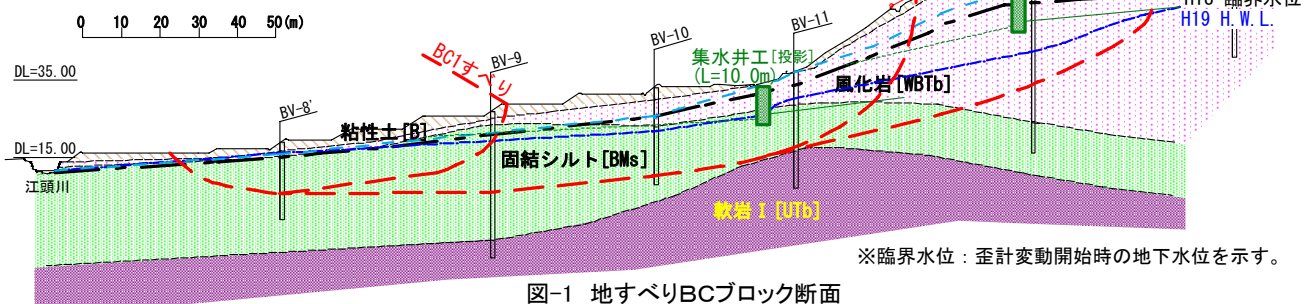 0 10 20 30 40 50(m)
H19 H.W.L.
BV-11
BV-10
BV-9
BC1すべり
集水井工[投影]
(L=10.0m)
DL=35.00
風化岩[WBTb]
BV-8'
粘性土[B]
DL=15.00
固結シルト[BMs]
江頭川
軟岩Ⅰ[UTb]
※臨界水位：歪計変動開始時の地下水位を示す。
図-1 地すべりBCブロック断面